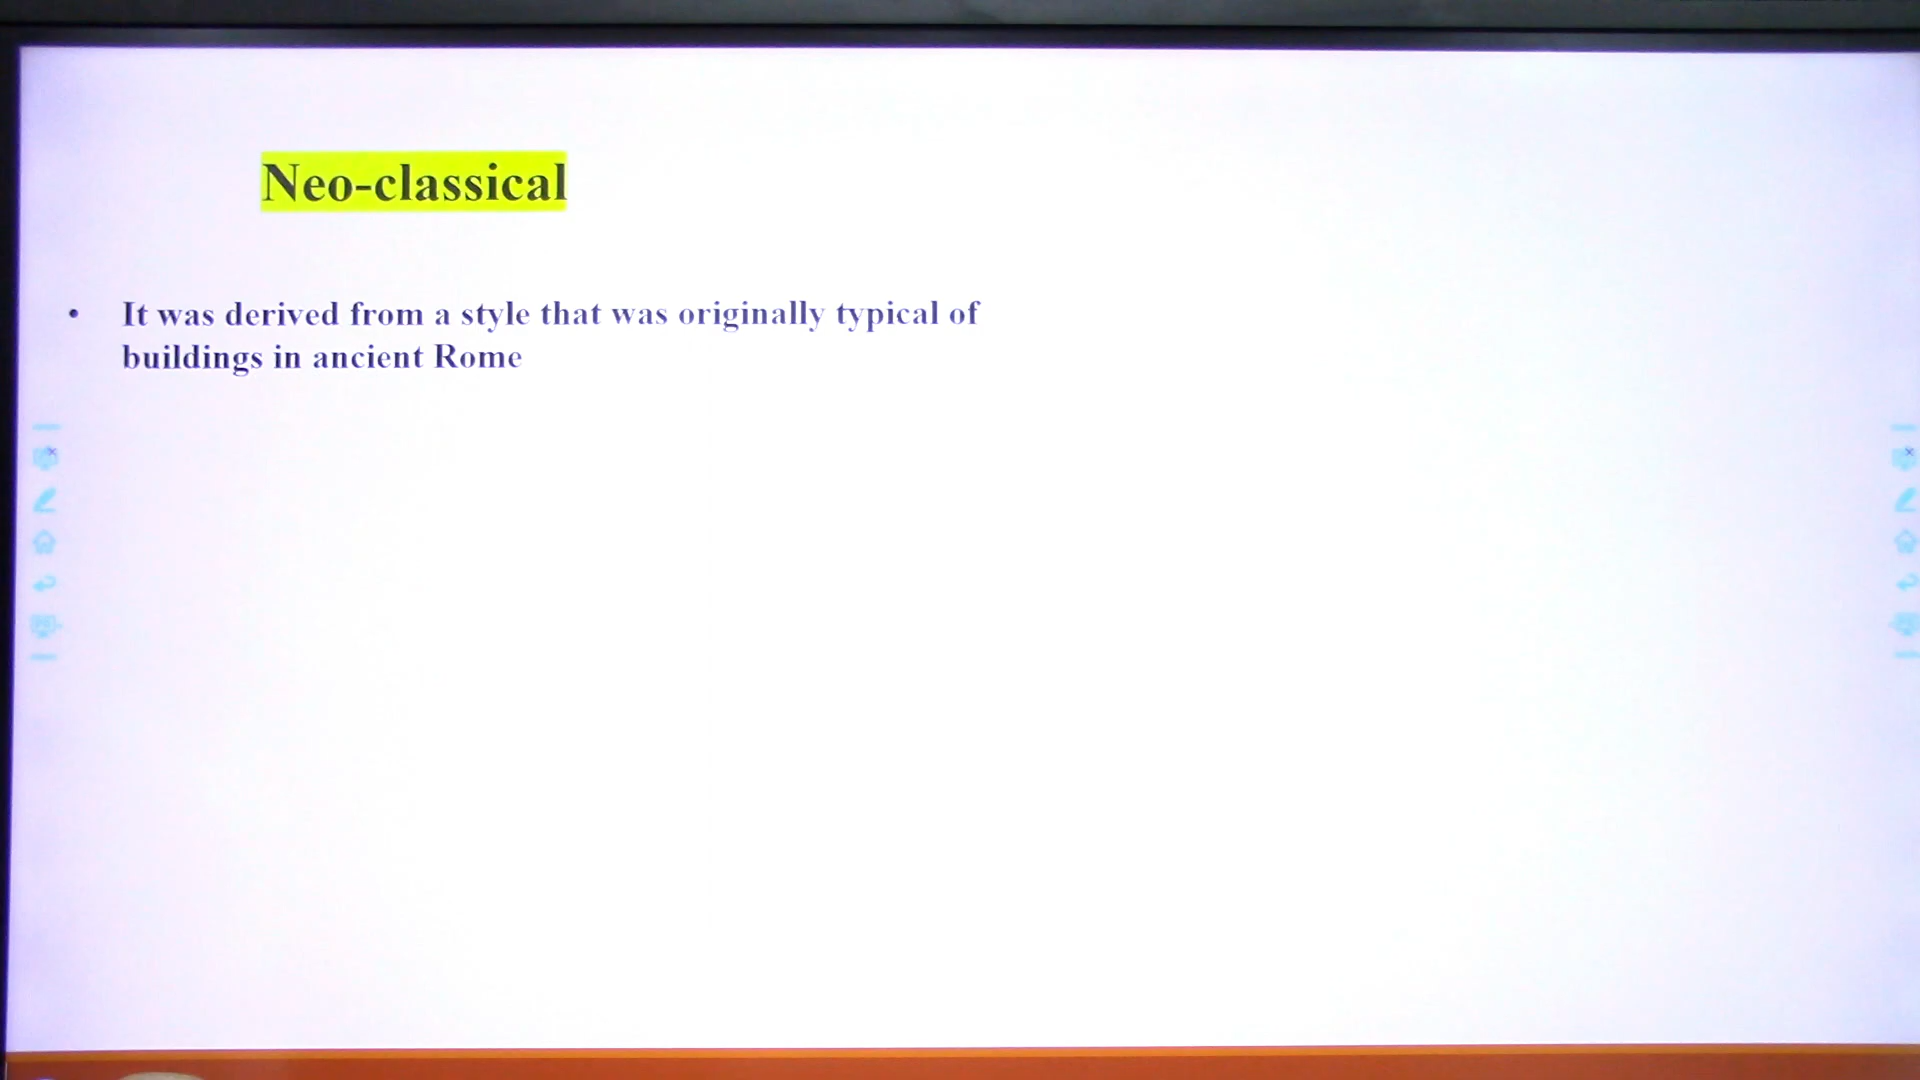 Neo-classical
• It was derived from a style that was originally typical of
buildings in ancient Rome